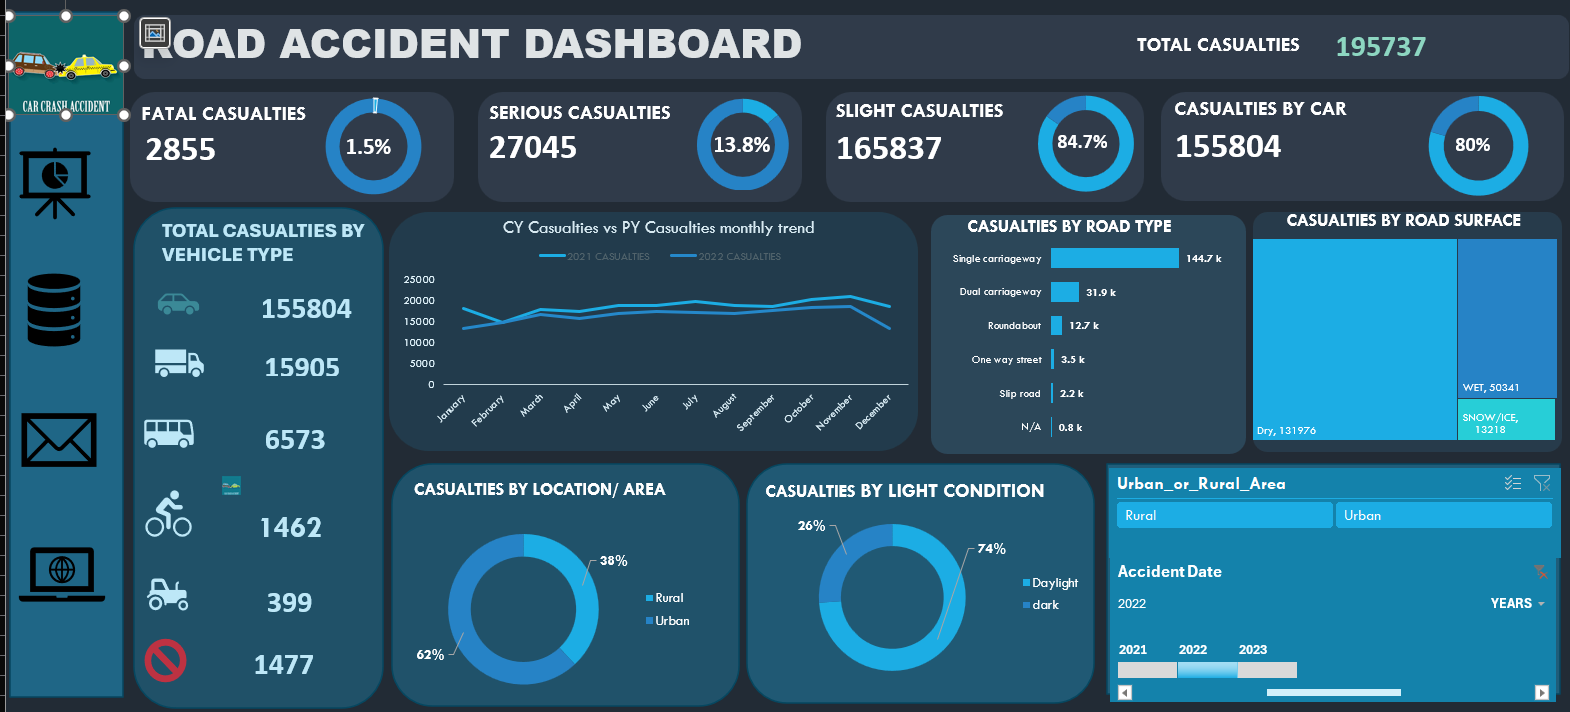 ROAD ACCIDENT DASHBOARD
TOTAL CASUALTIES 195737
CAR CRASH ACCIDENT
FATAL CASUALTIES
2855
1.5%
SERIOUS CASUALTIES
27045
13.8%
SLIGHT CASUALTIES
165837
84.7%
CASUALTIES BY CAR
155804
80%
TOTAL CASUALTIES BY
VEHICLE TYPE
155804
15905
6573
1462
399
1477
CY Casualties vs PY Casualties monthly trend
2021 CASUALTIES 2022 CASUALTIES
25000
20000
15000
10000
5000
0
January February March April May June July August September October November December
CASUALTIES BY ROAD TYPE
Single carriageway 144.7 k
Dual carriageway 31.9 k
Roundabout 12.7 k
One way street 3.5 k
Slip road 2.2 k
N/A 0.8 k
CASUALTIES BY ROAD SURFACE
Dry, 131976
WET, 50341
SNOW/ICE,
13218
CASUALTIES BY LOCATION/ AREA
38%
62%
Rural
Urban
CASUALTIES BY LIGHT CONDITION
26%
74%
Daylight
dark
Urban_or_Rural_Area
Rural Urban
Accident Date
2022 YEARS
2021 2022 2023